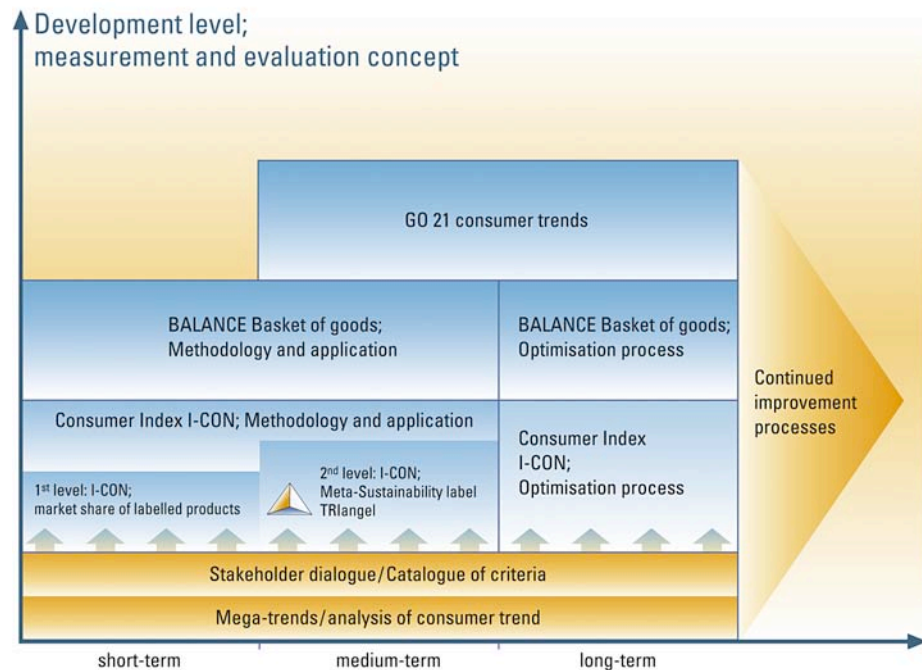 Development level;
measurement and evaluation concept
GO 21 consumer trends
BALANCE Basket of goods;
Methodology and application
BALANCE Basket of goods;
Optimisation process
Continued
improvement
processes
Consumer Index I-CON; Methodology and application
1st level: I-CON;
market share of labelled products
2nd level: I-CON;
Meta-Sustainability label
TRIangel
Consumer Index
I-CON;
Optimisation process
Stakeholder dialogue/Catalogue of criteria
Mega-trends/analysis of consumer trend
short-term
medium-term
long-term